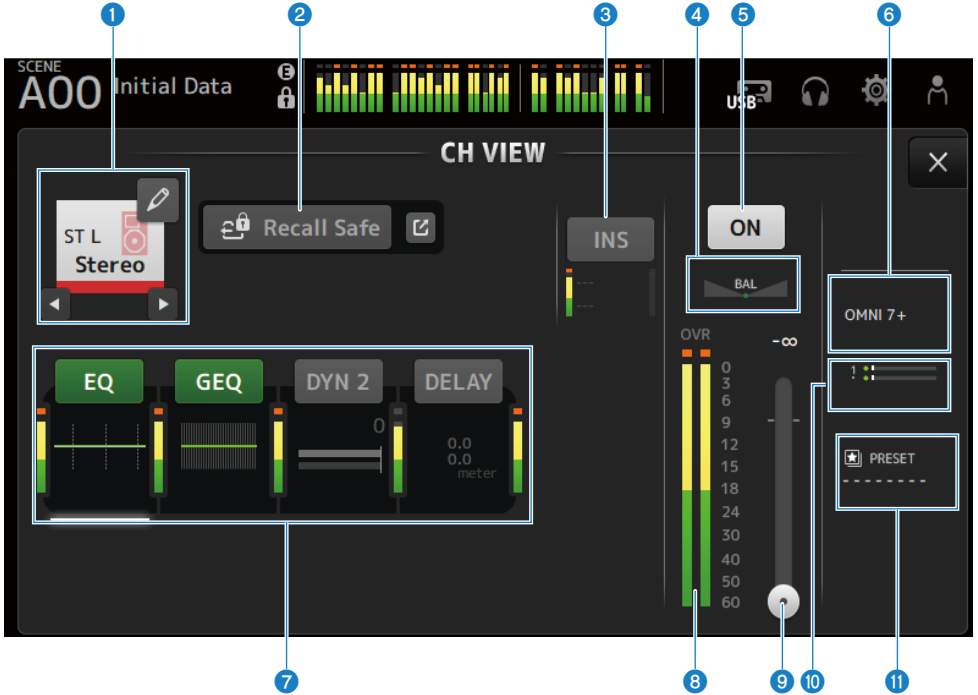 1 2 3 4 5 6
SCENE
A00 Initial Data E
USB
CH VIEW
ST L
Stereo
Recall Safe
INS
---
---
ON
BAL
OMNI 7+
OVR
-∞
0
3
6
9
12
15
18
24
30
40
50
60
1
!
EQ GEQ DYN 2 DELAY
0
0.0
0.0
meter
PRESET
--------
7 8 9 10 11